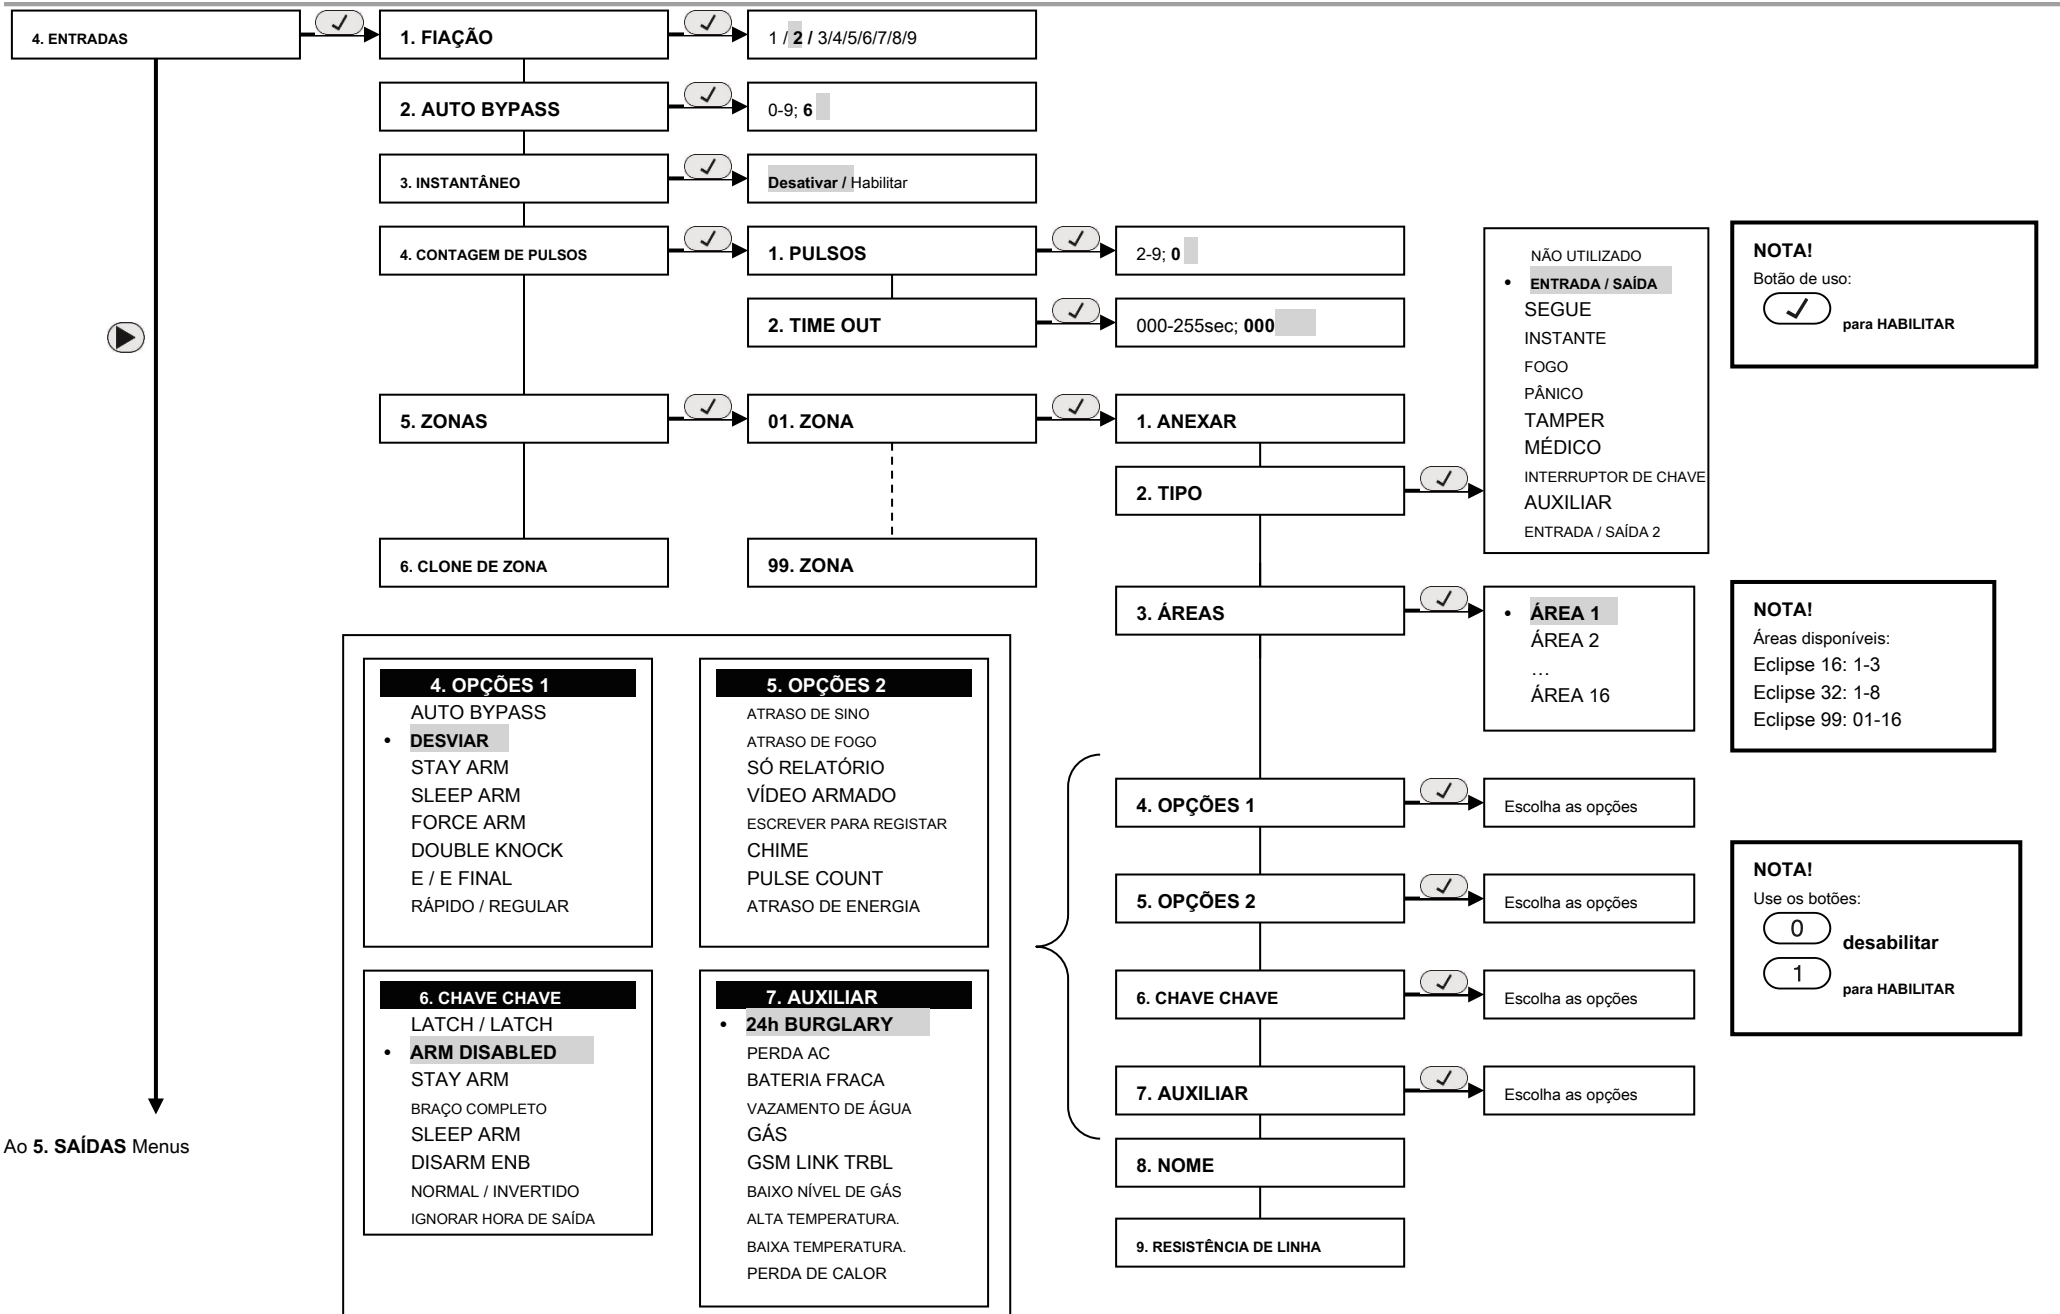 4. ENTRADAS
1. FIAÇÃO
1 / 2 / 3/4/5/6/7/8/9
2. AUTO BYPASS
0-9; 6
3. INSTANTÂNEO
Desativar / Habilitar
4. CONTAGEM DE PULSOS
1. PULSOS
2-9; 0
2. TIME OUT
000-255sec; 000
5. ZONAS
01. ZONA
1. ANEXAR
2. TIPO
NÃO UTILIZADO
• ENTRADA / SAÍDA
SEGUE
INSTANTE
FOGO
PÂNICO
TAMPER
MÉDICO
INTERRUPTOR DE CHAVE
AUXILIAR
ENTRADA / SAÍDA 2
NOTA!
Botão de uso:
para HABILITAR
6. CLONE DE ZONA
99. ZONA
3. ÁREAS
• ÁREA 1
ÁREA 2
…
ÁREA 16
NOTA!
Áreas disponíveis:
Eclipse 16: 1-3
Eclipse 32: 1-8
Eclipse 99: 01-16
4. OPÇÕES 1
AUTO BYPASS
• DESVIAR
STAY ARM
SLEEP ARM
FORCE ARM
DOUBLE KNOCK
E / E FINAL
RÁPIDO / REGULAR
5. OPÇÕES 2
ATRASO DE SINO
ATRASO DE FOGO
SÓ RELATÓRIO
VÍDEO ARMADO
ESCREVER PARA REGISTAR
CHIME
PULSE COUNT
ATRASO DE ENERGIA
6. CHAVE CHAVE
LATCH / LATCH
• ARM DISABLED
STAY ARM
BRAÇO COMPLETO
SLEEP ARM
DISARM ENB
NORMAL / INVERTIDO
IGNORAR HORA DE SAÍDA
7. AUXILIAR
• 24h BURGLARY
PERDA AC
BATERIA FRACA
VAZAMENTO DE ÁGUA
GÁS
GSM LINK TRBL
BAIXO NÍVEL DE GÁS
ALTA TEMPERATURA.
BAIXA TEMPERATURA.
PERDA DE CALOR
4. OPÇÕES 1
Escolha as opções
5. OPÇÕES 2
Escolha as opções
6. CHAVE CHAVE
Escolha as opções
7. AUXILIAR
Escolha as opções
8. NOME
9. RESISTÊNCIA DE LINHA
NOTA!
Use os botões:
0 desabilitar
1 para HABILITAR
Ao 5. SAÍDAS Menus